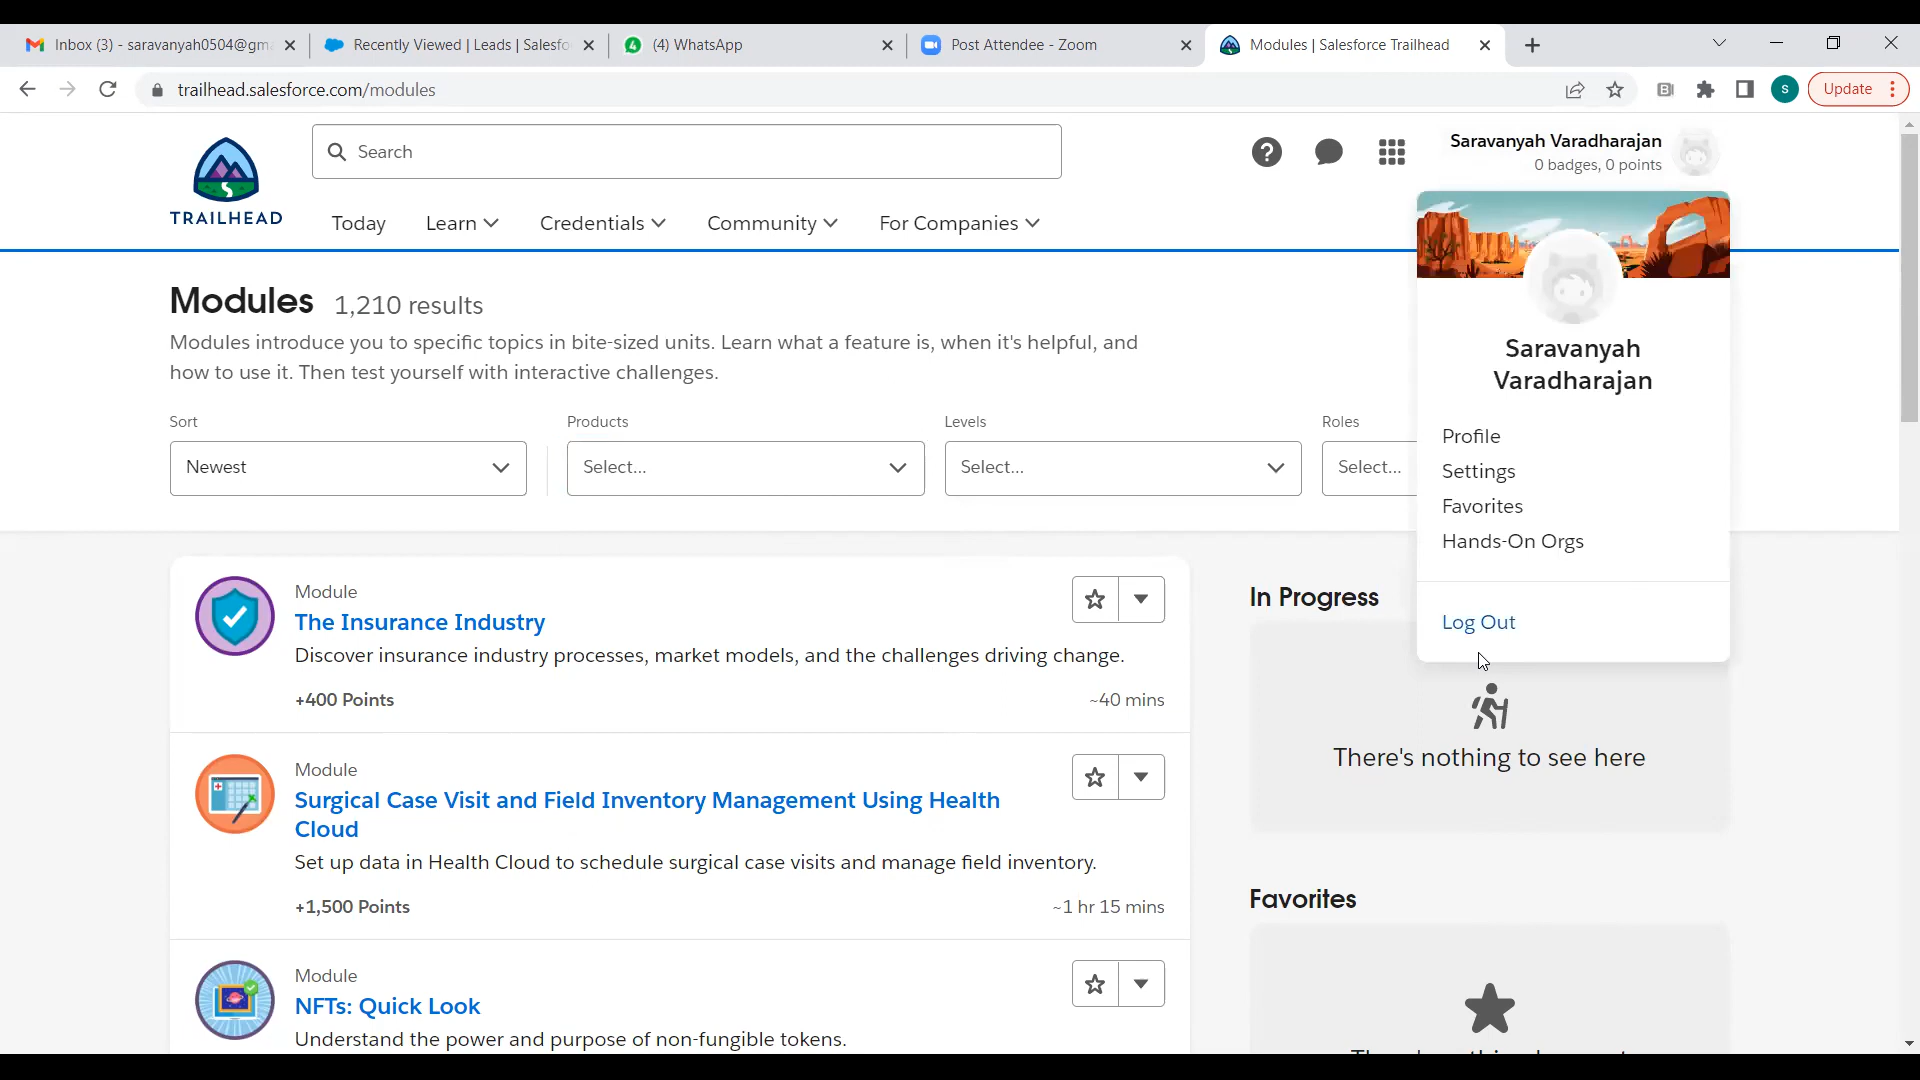 Inbox (3) - saravanyah0504@gm
Recently Viewed | Leads | Salesfo
4
(4) WhatsApp
Post Attendee - Zoom
Modules | Salesforce Trailhead
trailhead.salesforce.com/modules
S
Update
TRAILHEAD
Search
Saravanyah Varadharajan
0 badges, 0 points
Today
Learn
Credentials
Community
For Companies
Modules 1,210 results
Modules introduce you to specific topics in bite-sized units. Learn what a feature is, when it's helpful, and
how to use it. Then test yourself with interactive challenges.
Sort
Newest
Products
Select...
Levels
Select...
Roles
Select...
Saravanyah
Varadharajan
Profile
Settings
Favorites
Hands-On Orgs
Log Out
Module
The Insurance Industry
Discover insurance industry processes, market models, and the challenges driving change.
+400 Points
~40 mins
Module
Surgical Case Visit and Field Inventory Management Using Health
Cloud
Set up data in Health Cloud to schedule surgical case visits and manage field inventory.
+1,500 Points
~1 hr 15 mins
Module
NFTs: Quick Look
Understand the power and purpose of non-fungible tokens.
In Progress
There's nothing to see here
Favorites